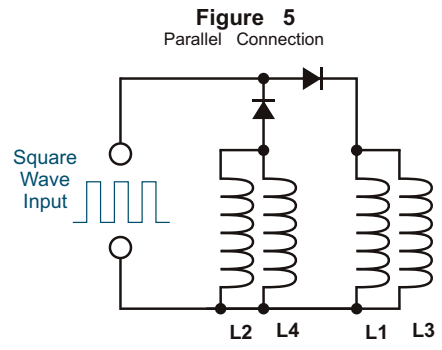 Figure 5
Parallel Connection
Square
Wave
Input
L2 L4 L1 L3